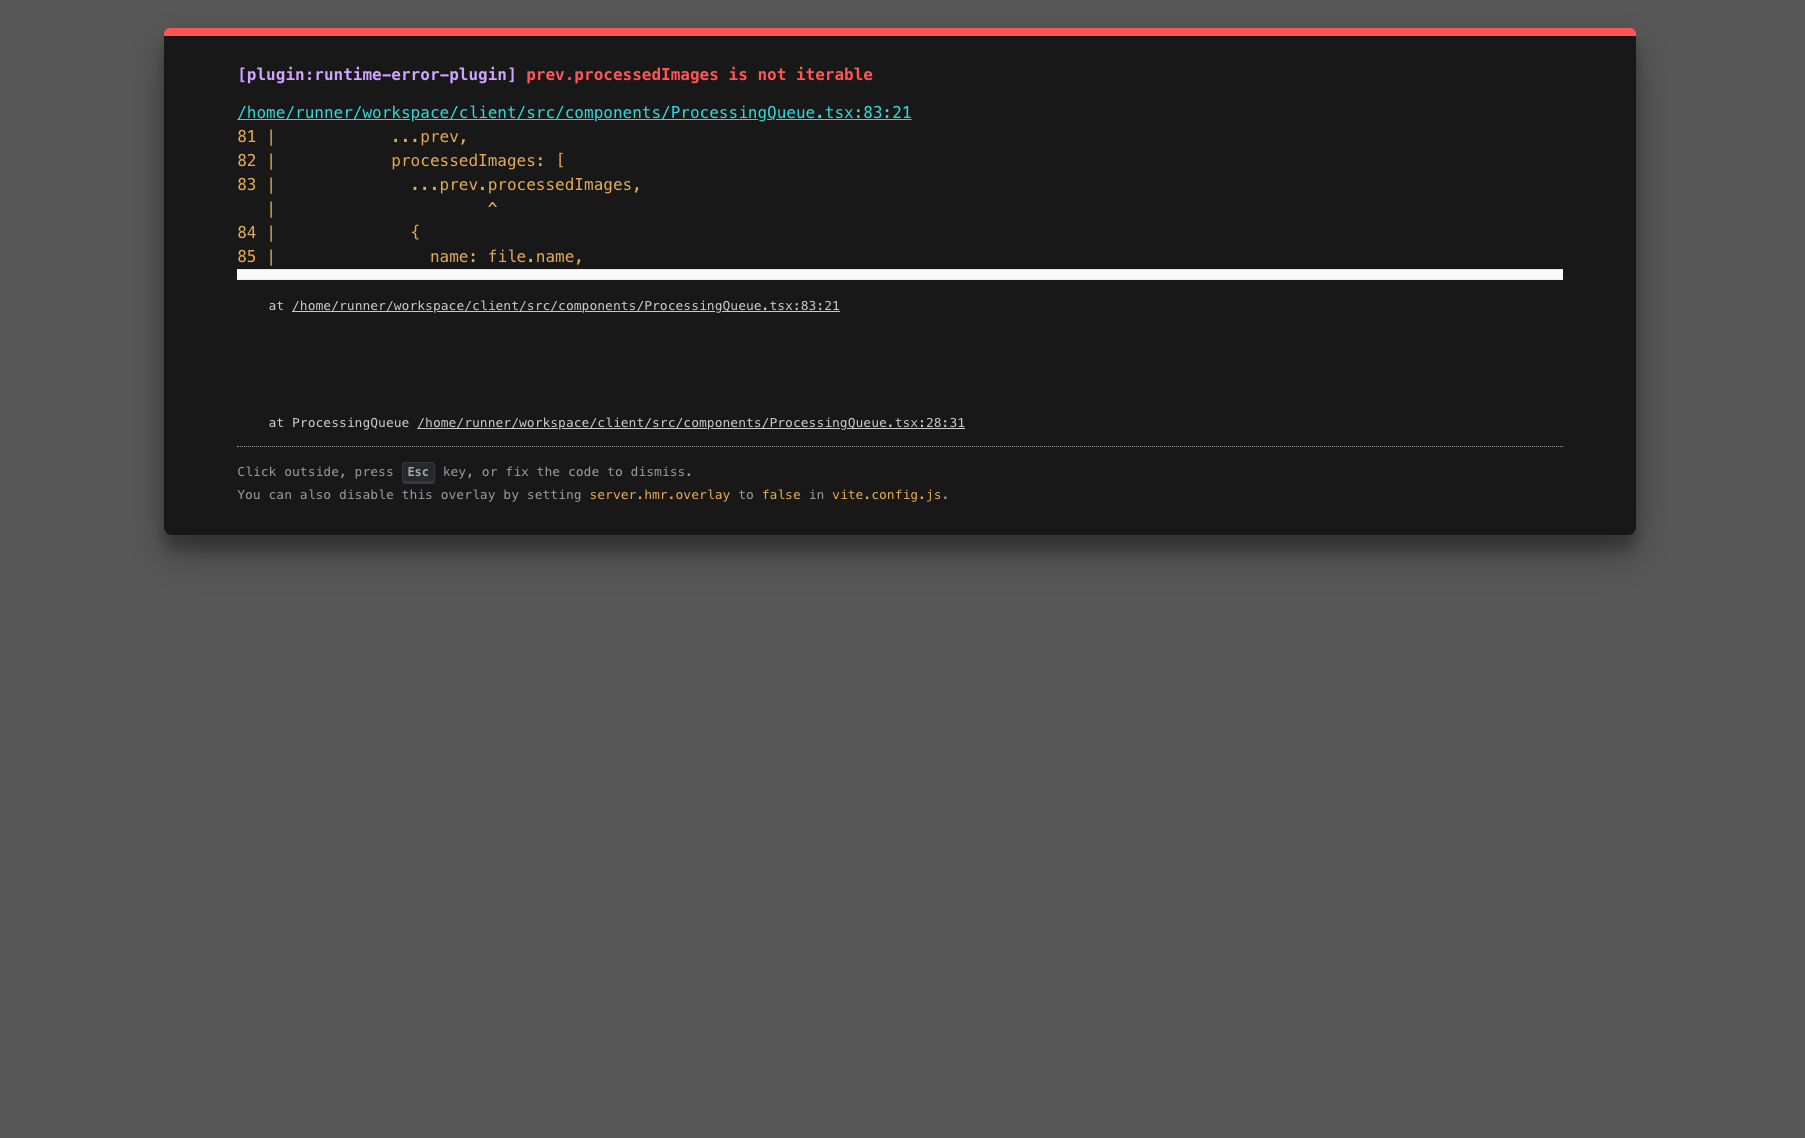 [plugin:runtime-error-plugin] prev.processedImages is not iterable
/home/runner/workspace/client/src/components/ProcessingQueue.tsx:83:21
81 |            ...prev,
82 |            processedImages: [
83 |              ...prev.processedImages,
   |                      ^
84 |              {
85 |                name: file.name,
at /home/runner/workspace/client/src/components/ProcessingQueue.tsx:83:21
at ProcessingQueue /home/runner/workspace/client/src/components/ProcessingQueue.tsx:28:31
Click outside, press Esc key, or fix the code to dismiss.
You can also disable this overlay by setting server.hmr.overlay to false in vite.config.js.